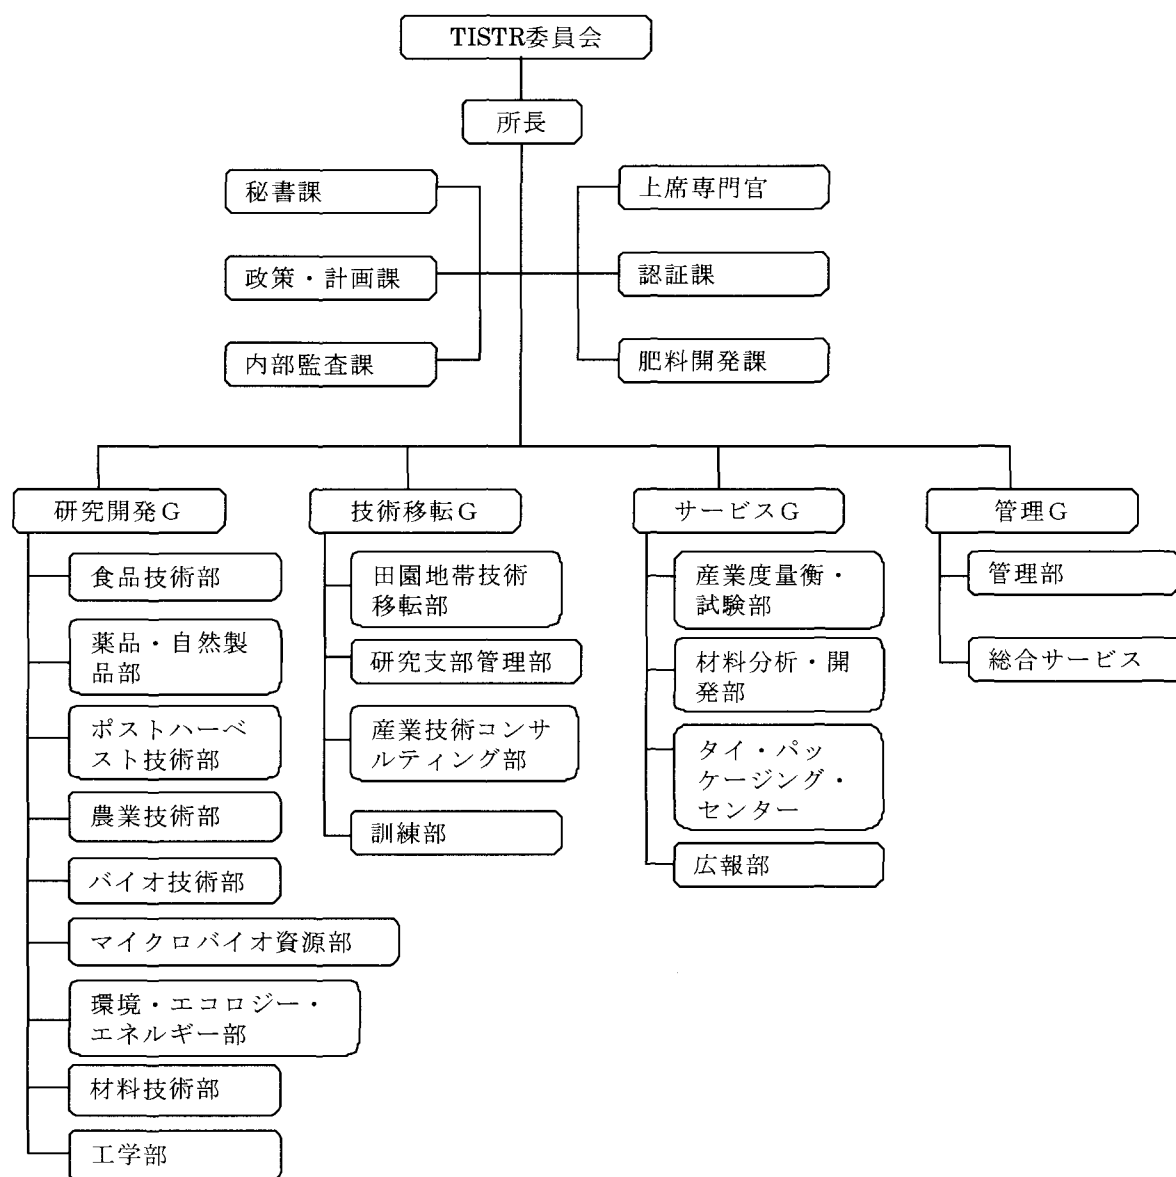 TISTR委員会
所長
秘書課
上席専門官
政策・計画課
認証課
内部監査課
肥料開発課
研究開発G
技術移転G
サービスG
管理G
食品技術部
薬品・自然製
品部
ポストハーベ
スト技術部
農業技術部
バイオ技術部
マイクロバイオ資源部
環境・エコロジー・
エネルギー部
材料技術部
工学部
田園地帯技術
移転部
研究支部管理部
産業技術コンサ
ルティング部
訓練部
産業度量衡・
試験部
材料分析・開
発部
タイ・パッ
ケージング・
センター
広報部
管理部
総合サービス